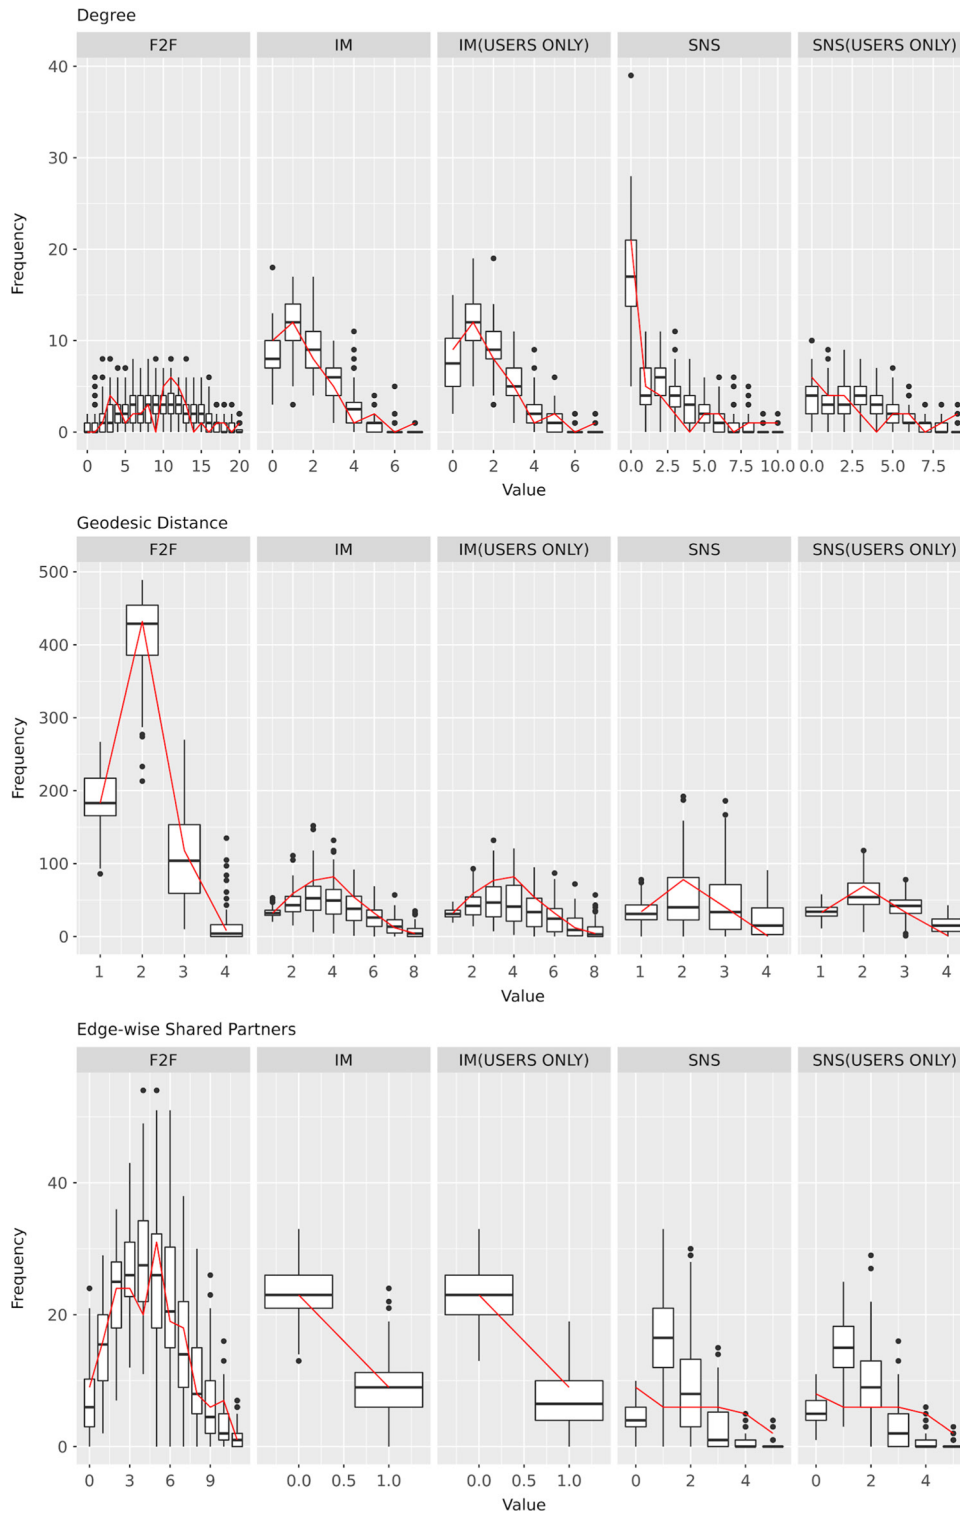 Degree
F2F IM IM(USERS ONLY) SNS SNS(USERS ONLY)
40
30
20
10
0
Frequency
0 5 10 15 20 0 2 4 6 0 2 4 6 0.0 2.5 5.0 7.5 10.0 0.0 2.5 5.0 7.5
Value
Geodesic Distance
F2F IM IM(USERS ONLY) SNS SNS(USERS ONLY)
500
400
300
200
100
0
Frequency
1 2 3 4 2 4 6 8 2 4 6 8 1 2 3 4 1 2 3 4
Value
Edge-wise Shared Partners
F2F IM IM(USERS ONLY) SNS SNS(USERS ONLY)
40
20
0
Frequency
0 3 6 9 0.0 0.5 1.0 0.0 0.5 1.0 0 2 4 0 2 4
Value